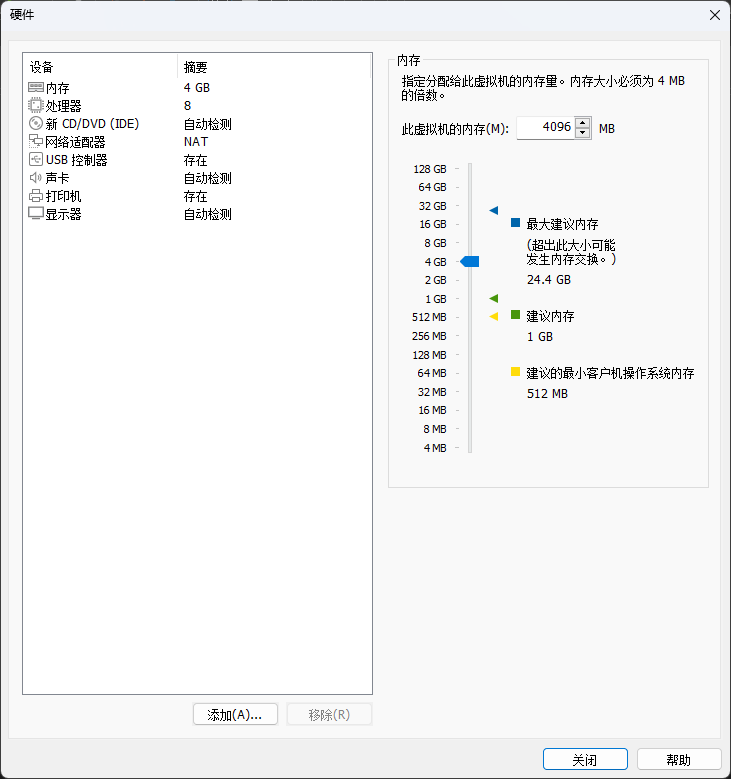 硬件
设备 摘要
内存 4 GB
处理器 8
新 CD/DVD (IDE) 自动检测
网络适配器 NAT
USB 控制器 存在
声卡 自动检测
打印机 存在
显示器 自动检测
添加(A)... 移除(R)
内存
指定分配给此虚拟机的内存量。内存大小必须为 4 MB
的倍数。
此虚拟机的内存(M): 4096 MB
128 GB
64 GB
32 GB
16 GB
8 GB
4 GB
2 GB
1 GB
512 MB
256 MB
128 MB
64 MB
32 MB
16 MB
8 MB
4 MB
最大建议内存
(超出此大小可能
发生内存交换。)
24.4 GB
建议内存
1 GB
建议的最小客户机操作系统内存
512 MB
关闭 帮助